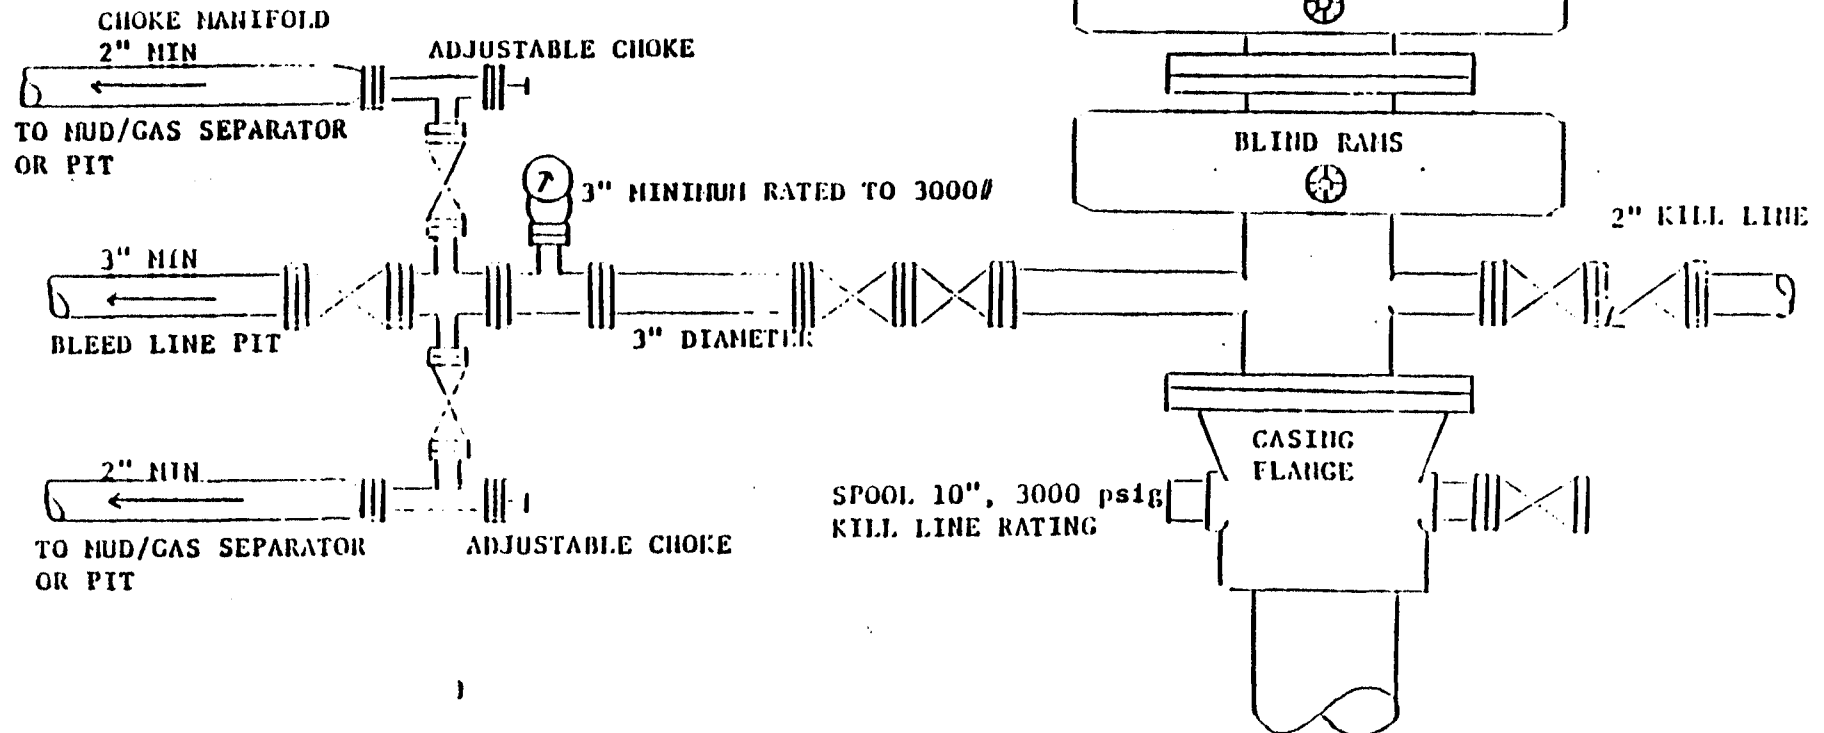 CHOKE MANIFOLD
2" MIN
ADJUSTABLE CHOKE
TO MUD/GAS SEPARATOR
OR PIT
BLIND RAMS
3" MINIMUM RATED TO 3000#
2" KILL LINE
3" MIN
BLEED LINE PIT
3" DIAMETER
CASING
FLANGE
2" MIN
SPOOL 10", 3000 psig
KILL LINE RATING
TO MUD/GAS SEPARATOR
OR PIT
ADJUSTABLE CHOKE